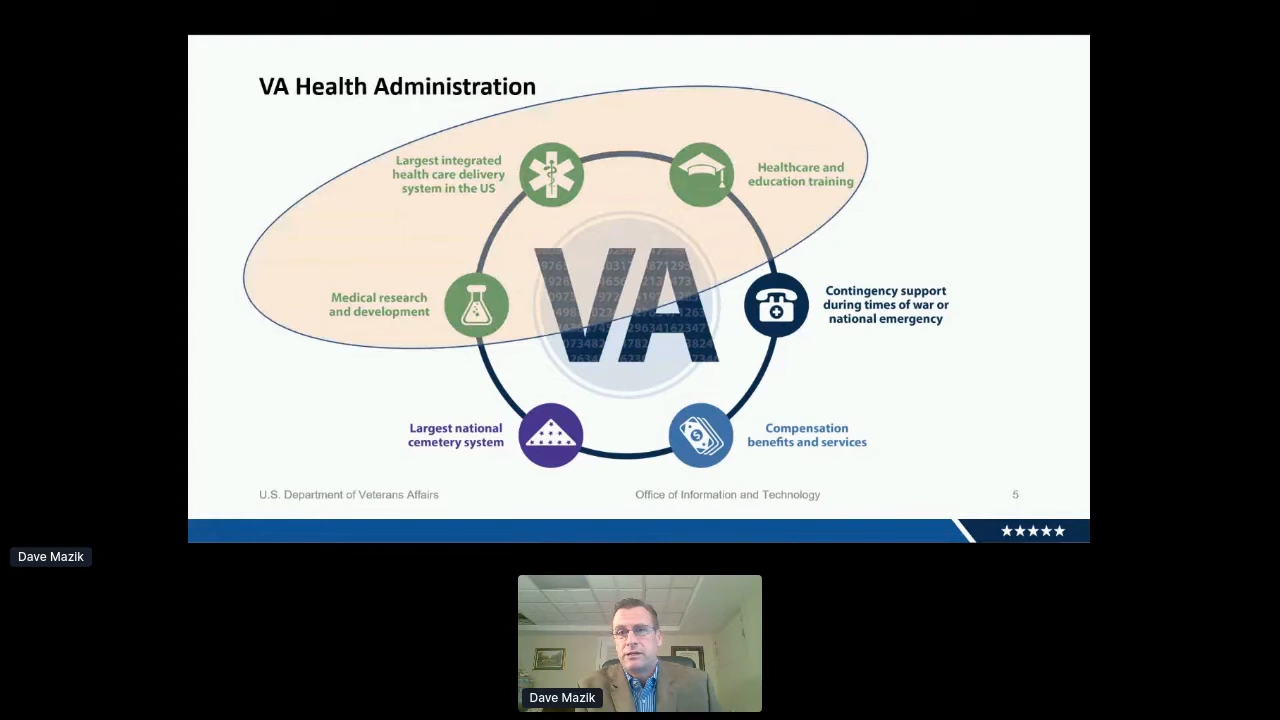 VA Health Administration
Largest integrated
health care delivery
system in the US
Healthcare and
education training
Medical research
and development
VA
Contingency support
during times of war or
national emergency
Largest national
cemetery system
Compensation
benefits and services
U.S. Department of Veterans Affairs
Office of Information and Technology
5
Dave Mazik
Dave Mazik